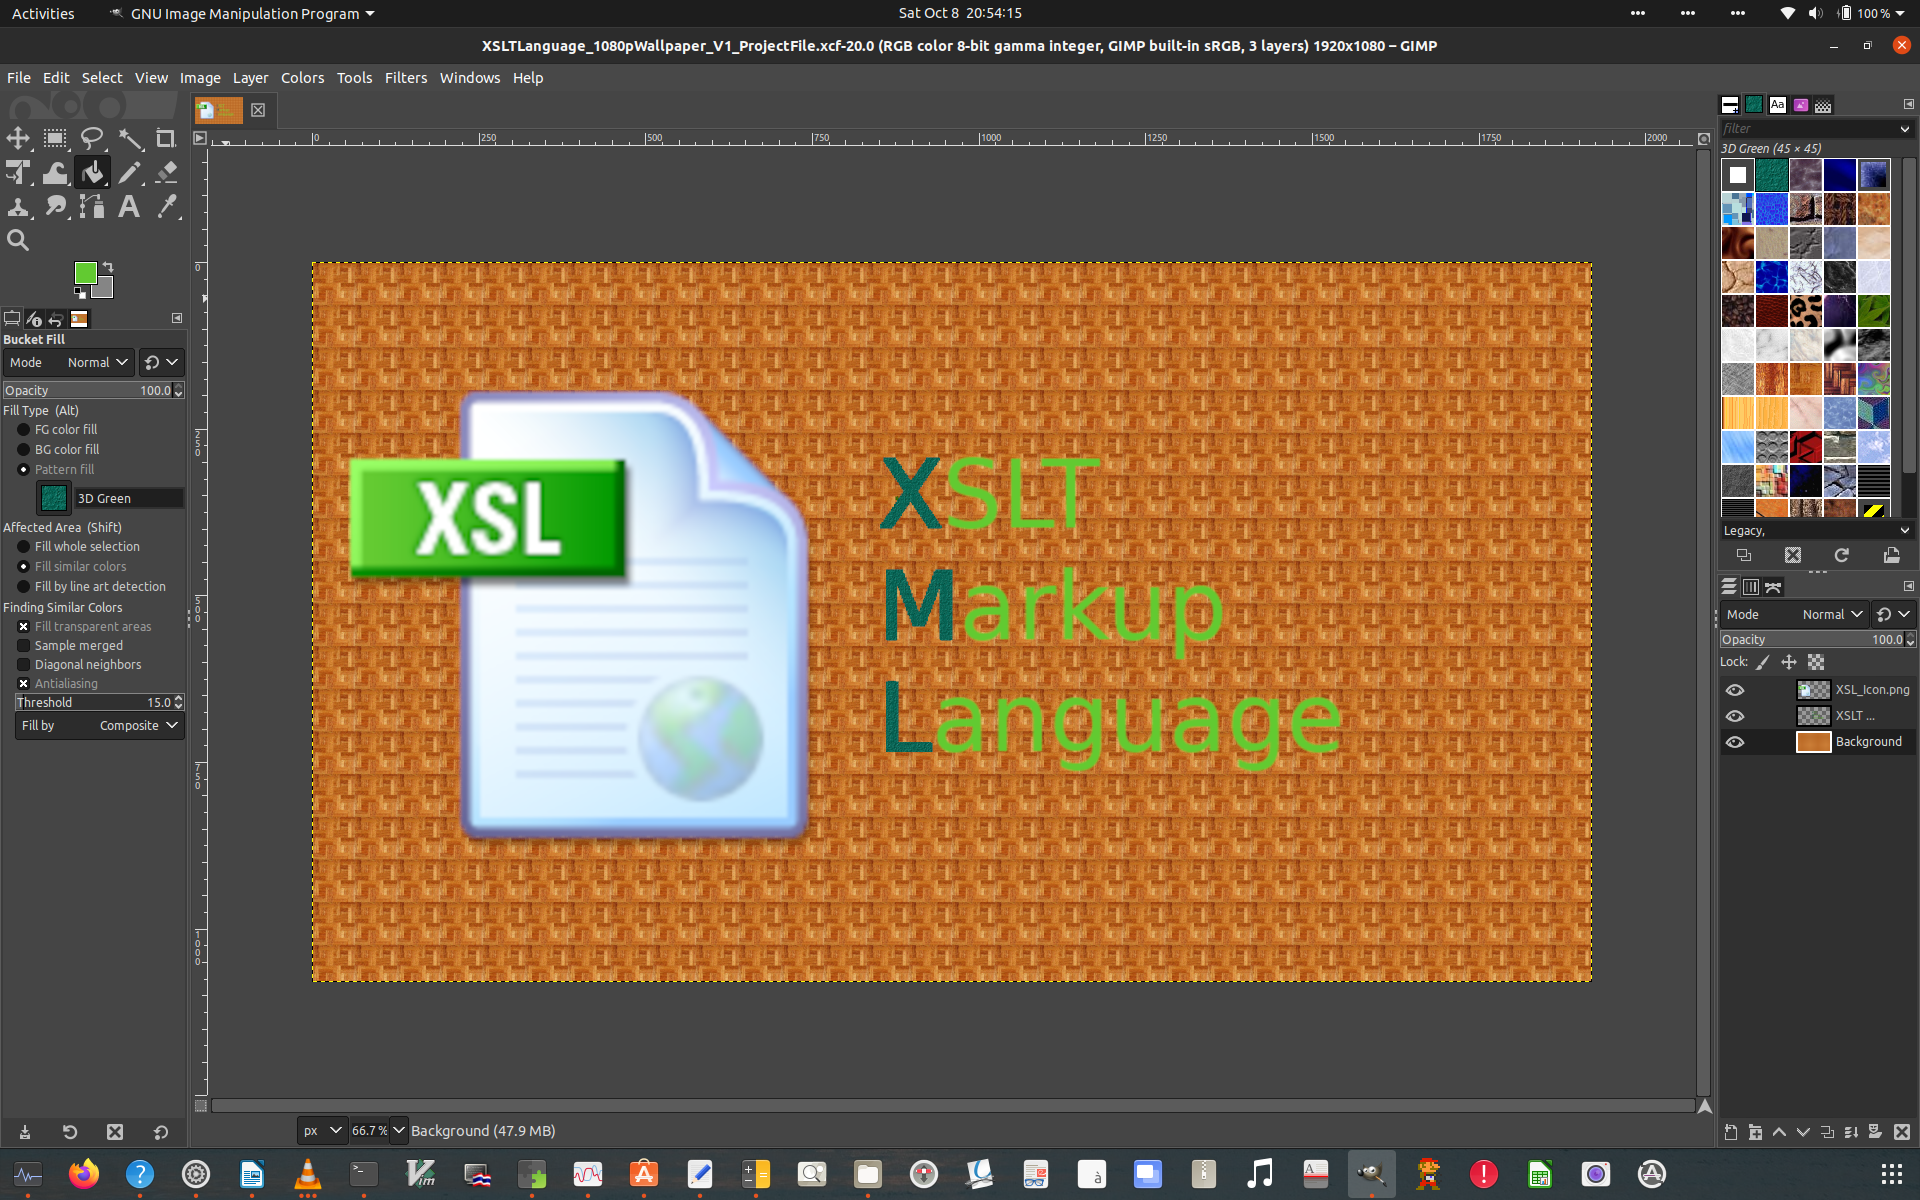 Activities
GNU Image Manipulation Program
Sat Oct 8 20:54:15
100 %
XSLTLanguage_1080pWallpaper_V1_ProjectFile.xcf-20.0 (RGB color 8-bit gamma integer, GIMP built-in sRGB, 3 layers) 1920x1080 – GIMP
File Edit Select View Image Layer Colors Tools Filters Windows Help
0 250 500 750 1000 1250 1500 1750 2000
0
250
500
750
1000
Bucket Fill
Mode Normal
Opacity 100.0
Fill Type (Alt)
FG color fill
BG color fill
Pattern fill
3D Green
Affected Area (Shift)
Fill whole selection
Fill similar colors
Fill by line art detection
Finding Similar Colors
Fill transparent areas
Sample merged
Diagonal neighbors
Antialiasing
Threshold 15.0
Fill by Composite
XSL
XSLT
Markup
Language
Aa
filter
3D Green (45 × 45)
Legacy,
Mode Normal
Opacity 100.0
Lock:
XSL_Icon.png
XSLT ...
Background
px 66.7 % Background (47.9 MB)